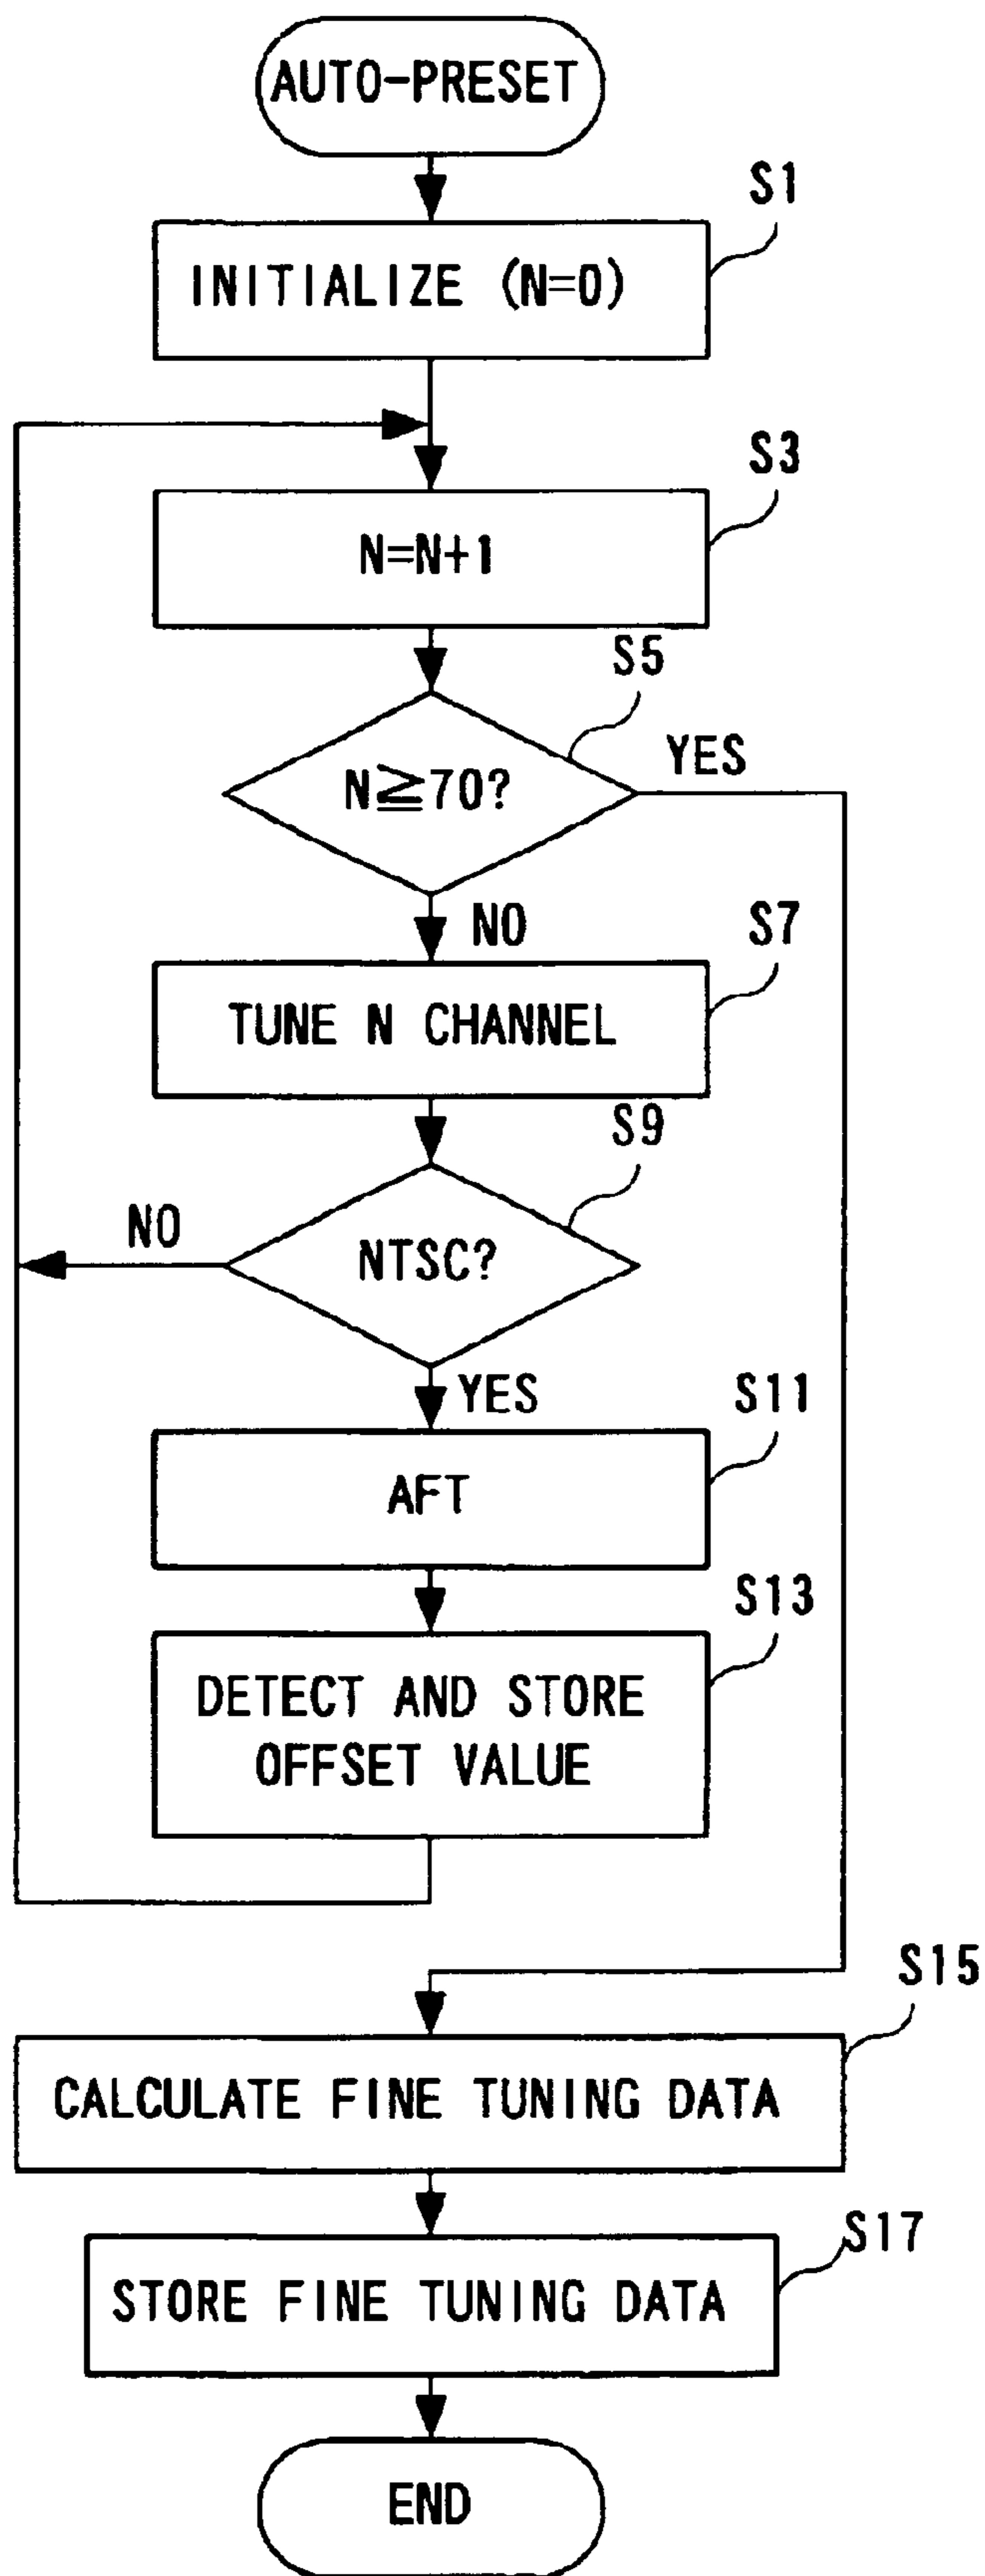 AUTO-PRESET
S1
INITIALIZE (N=0)
S3
N=N+1
S5
N≧70?
YES
NO
S7
TUNE N CHANNEL
S9
NTSC?
NO
YES
S11
AFT
S13
DETECT AND STORE
OFFSET VALUE
S15
CALCULATE FINE TUNING DATA
S17
STORE FINE TUNING DATA
END